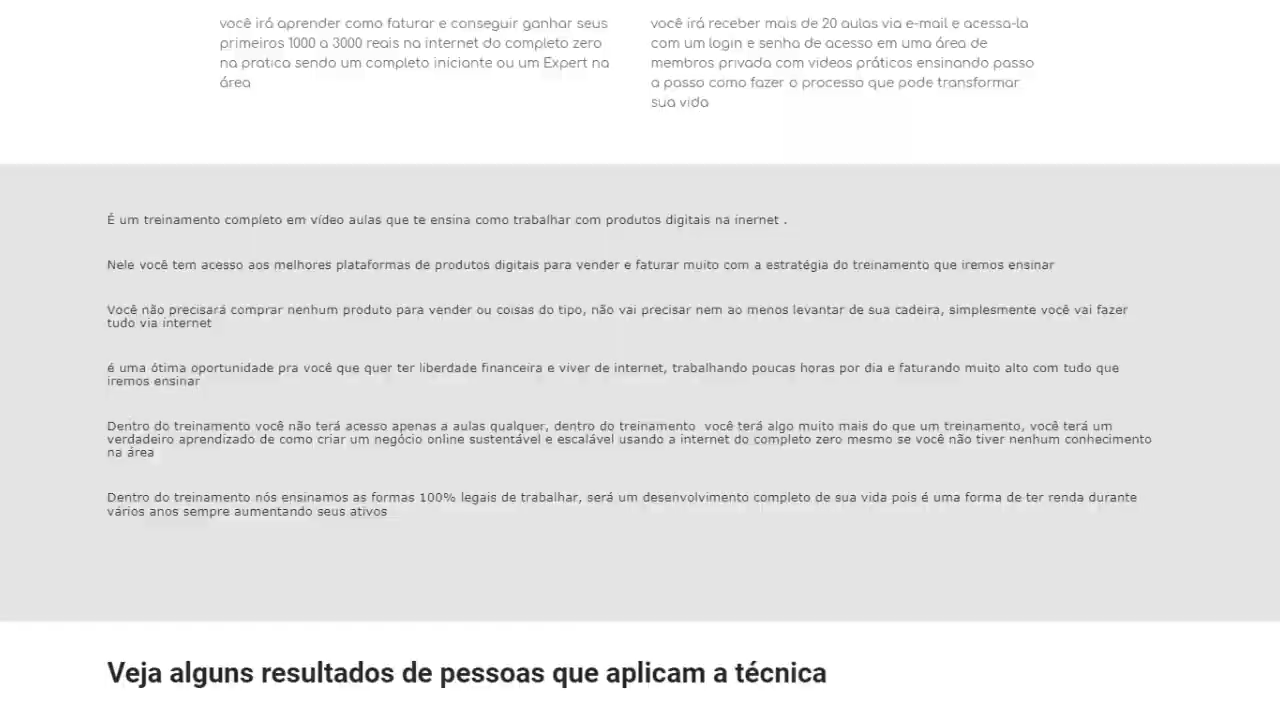 você irá aprender como faturar e conseguir ganhar seus
primeiros 1000 a 3000 reais na internet do completo zero
na pratica sendo um completo iniciante ou um Expert na
área
você irá receber mais de 20 aulas via e-mail e acessa-la
com um login e senha de acesso em uma área de
membros privada com videos práticos ensinando passo
a passo como fazer o processo que pode transformar
sua vida
É um treinamento completo em vídeo aulas que te ensina como trabalhar com produtos digitais na inernet .
Nele você tem acesso aos melhores plataformas de produtos digitais para vender e faturar muito com a estratégia do treinamento que iremos ensinar
Você não precisará comprar nenhum produto para vender ou coisas do tipo, não vai precisar nem ao menos levantar de sua cadeira, simplesmente você vai fazer
tudo via internet
é uma ótima oportunidade pra você que quer ter liberdade financeira e viver de internet, trabalhando poucas horas por dia e faturando muito alto com tudo que
iremos ensinar
Dentro do treinamento você não terá acesso apenas a aulas qualquer, dentro do treinamento você terá algo muito mais do que um treinamento, você terá um
verdadeiro aprendizado de como criar um negócio online sustentável e escalável usando a internet do completo zero mesmo se você não tiver nenhum conhecimento
na área
Dentro do treinamento nós ensinamos as formas 100% legais de trabalhar, será um desenvolvimento completo de sua vida pois é uma forma de ter renda durante
vários anos sempre aumentando seus ativos
Veja alguns resultados de pessoas que aplicam a técnica